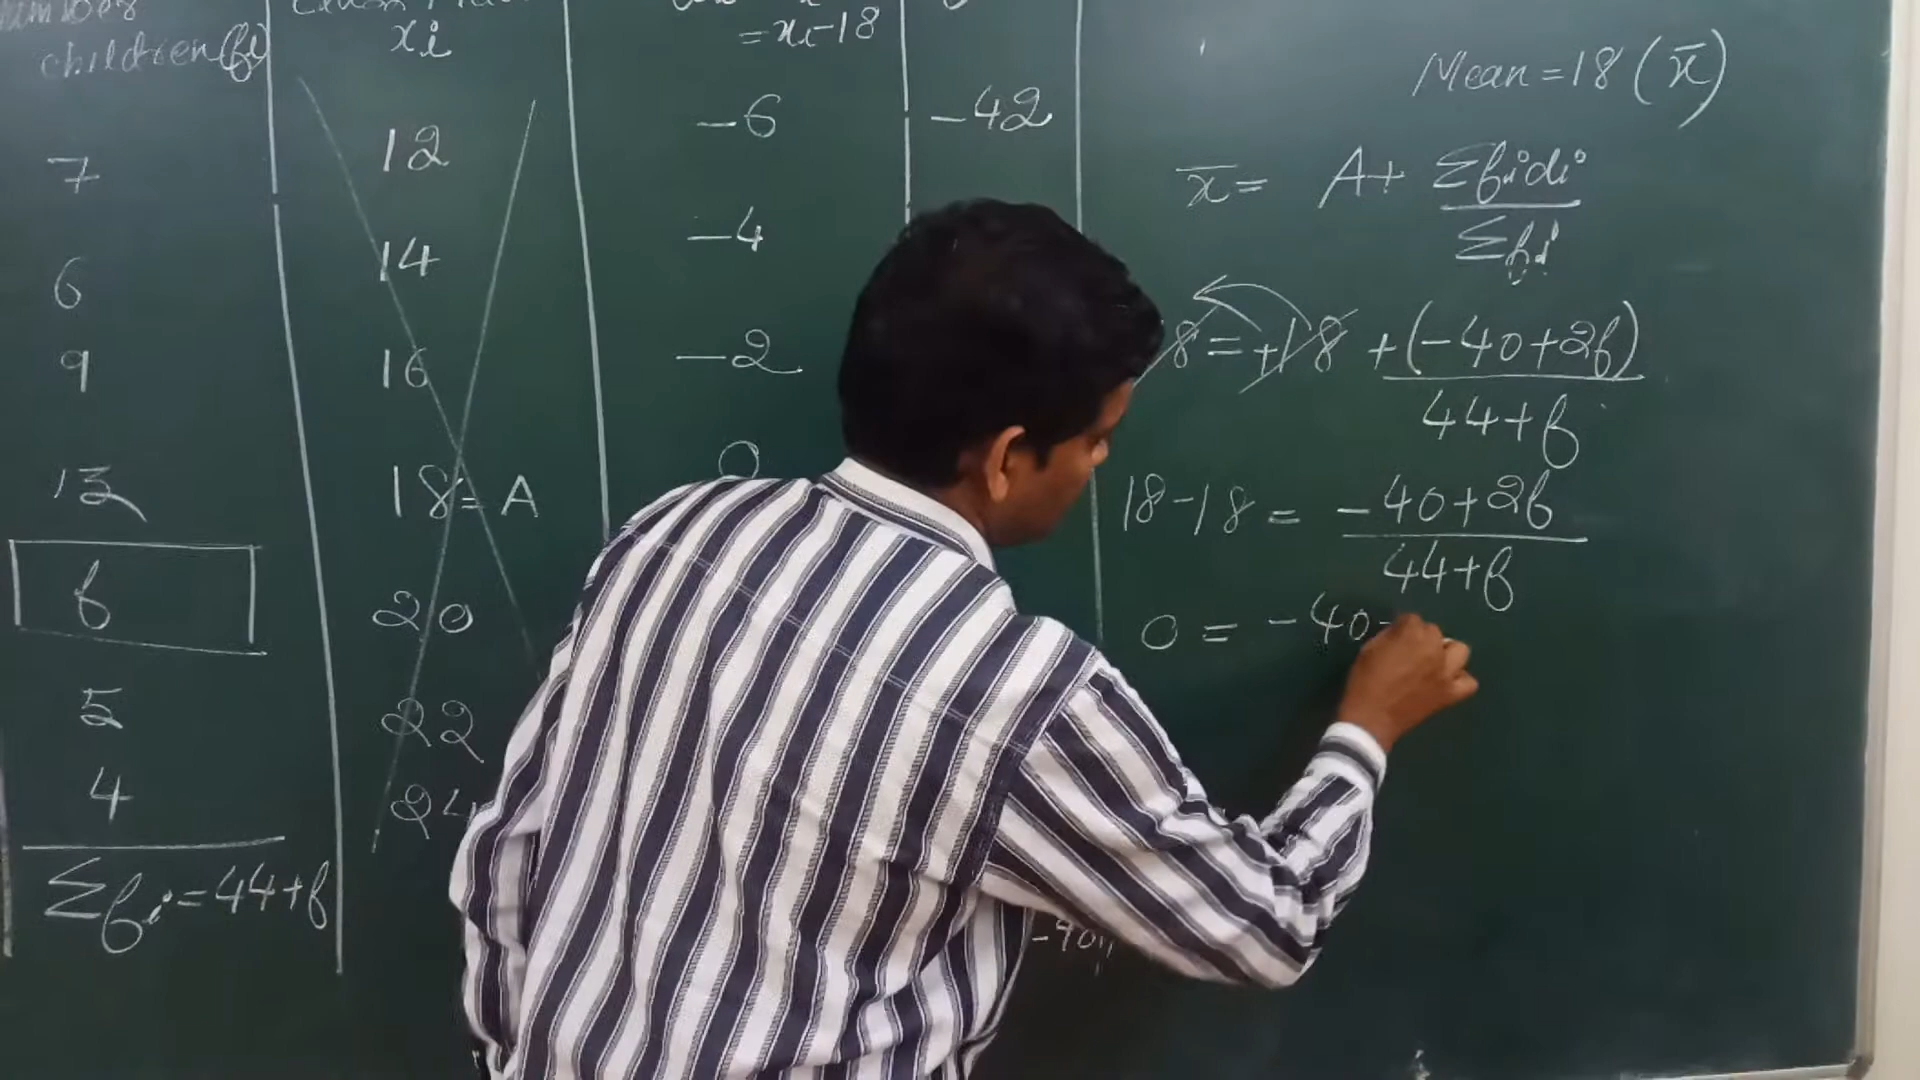 children (fi)
xi
= xi-18
7
6
9
13
f
5
4
Σfi = 44+f
12
14
16
18 = A
20
22
24
-6
-4
-2
0
-42
Mean = 18 (x̄)
x̄ = A+ Σfidi
Σfi
8 = +18 + (-40+2f)
44+f
18-18 = -40+2f
44+f
0 = -40